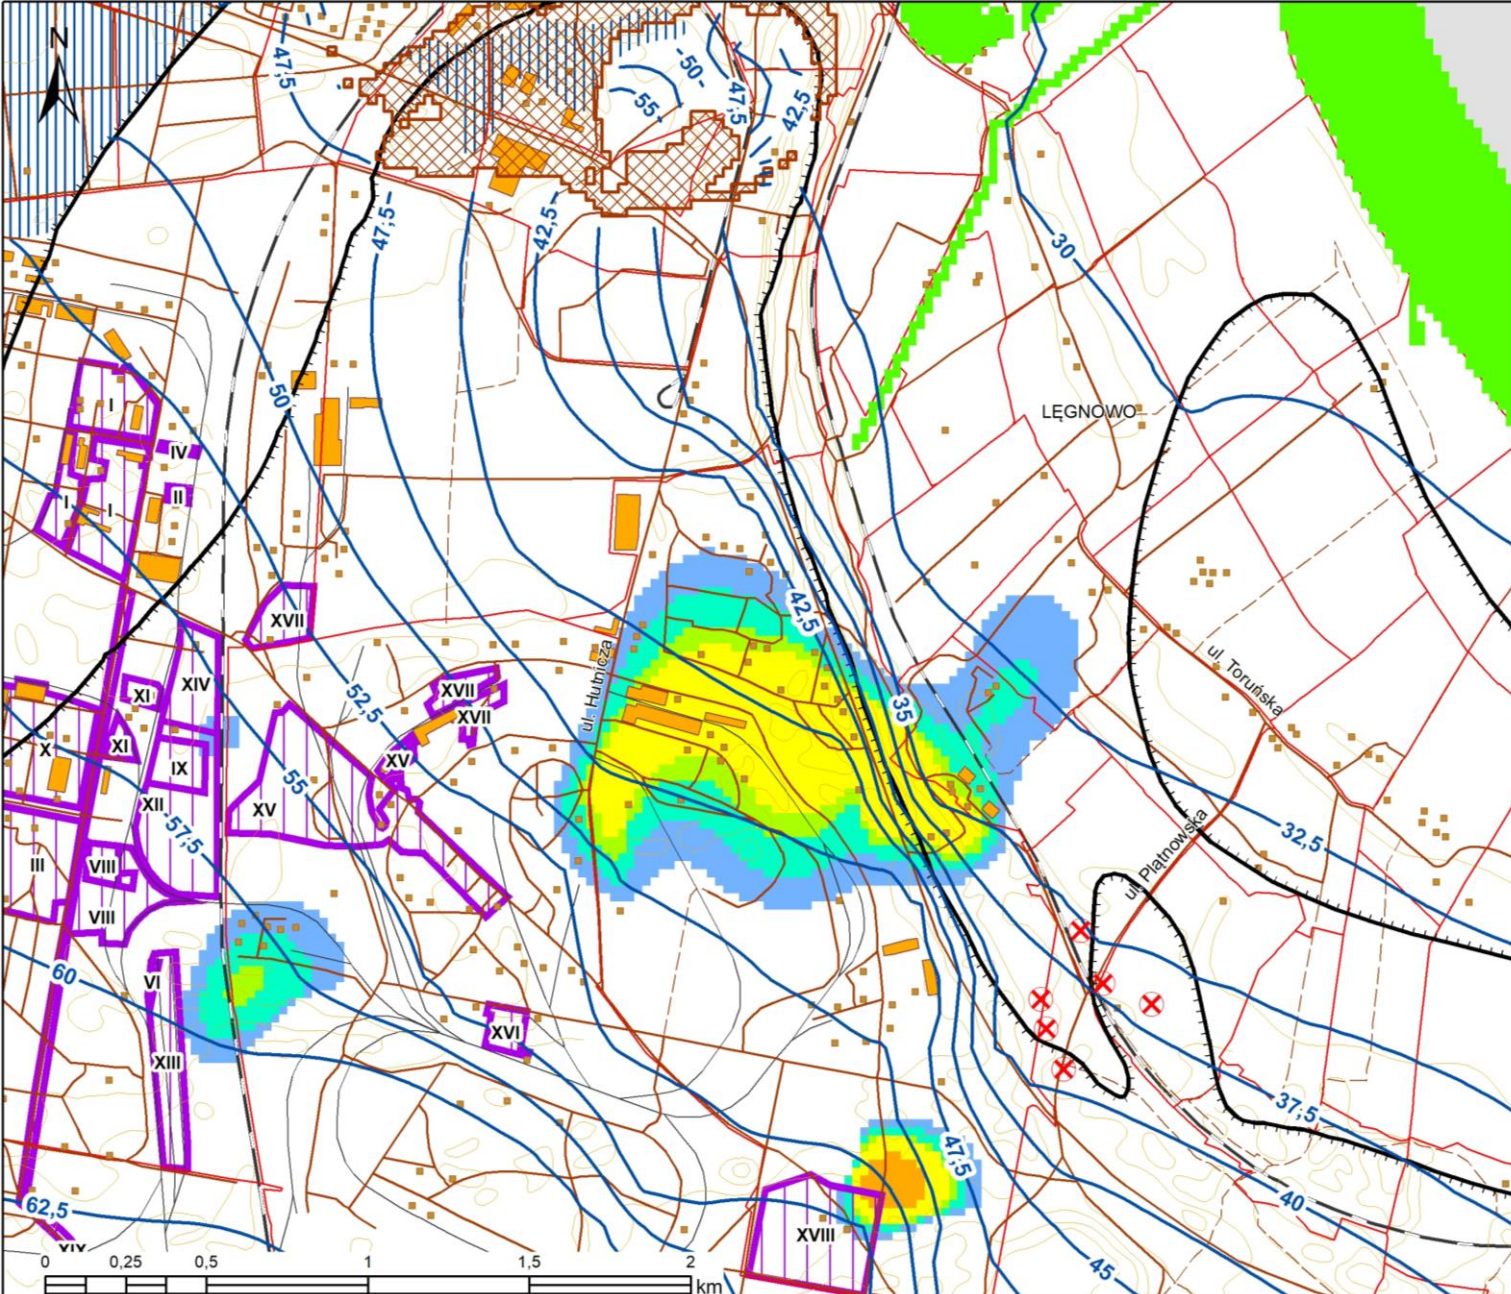 N
47,5
-50-
55-
47,5
42,5
47,5
42,5
30
50
LĘGNOWO
I
IV
II
I
I
XVII
42,5
ul. Hutnicza
ul. Toruńska
XIV
XI
XVII
52,5
XVII
35
X
XI
IX
XV
55
XV
XII
57,5
ul. Plątnowska
32,5
III
VIII
VIII
60
VI
XVI
XIII
37,5
47,5
40
62,5
XVIII
XIX
45
0 0,25 0,5 1 1,5 2
km